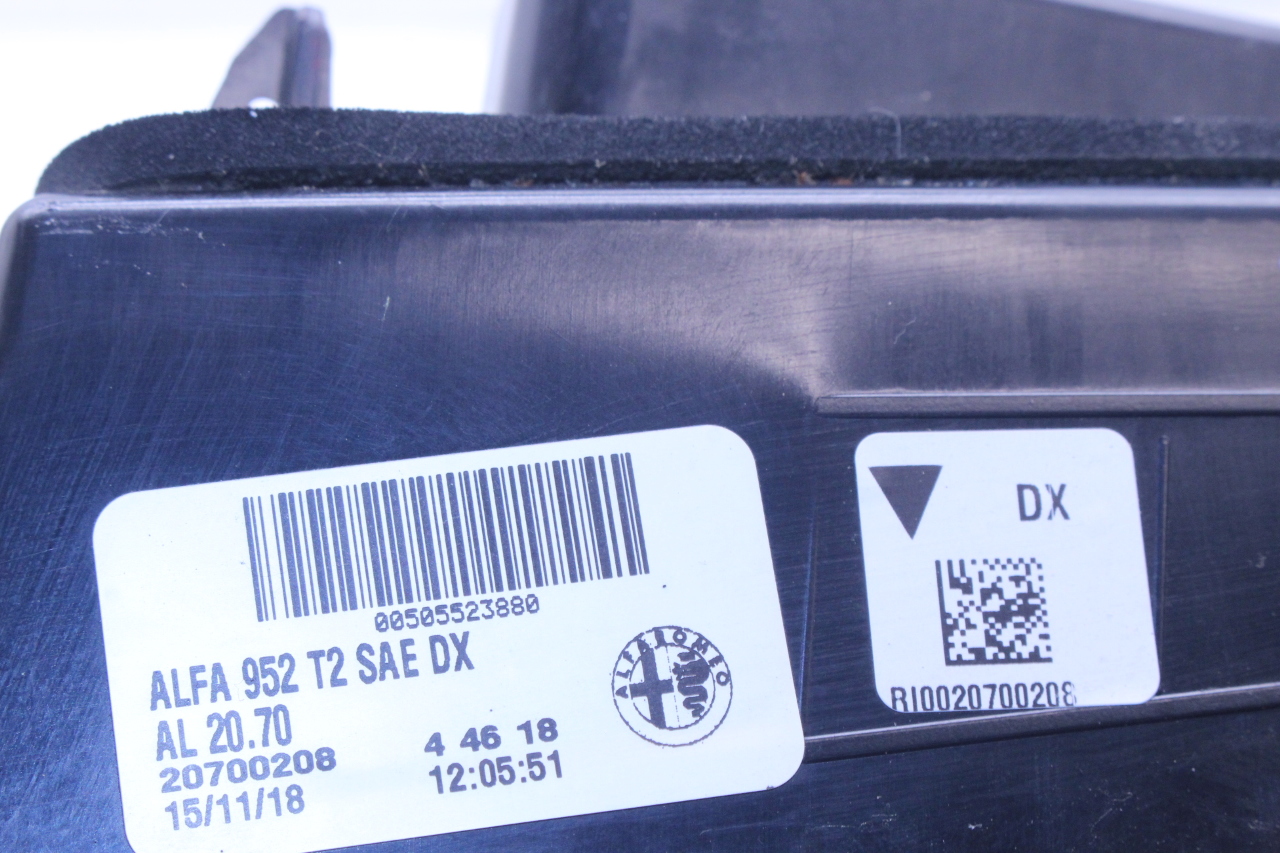 00505523880
ALFA 952 T2 SAE DX
AL 20.70
20700208
4 46 18
15/11/18
12:05:51
ALFA ROMEO
DX
RI0020700208